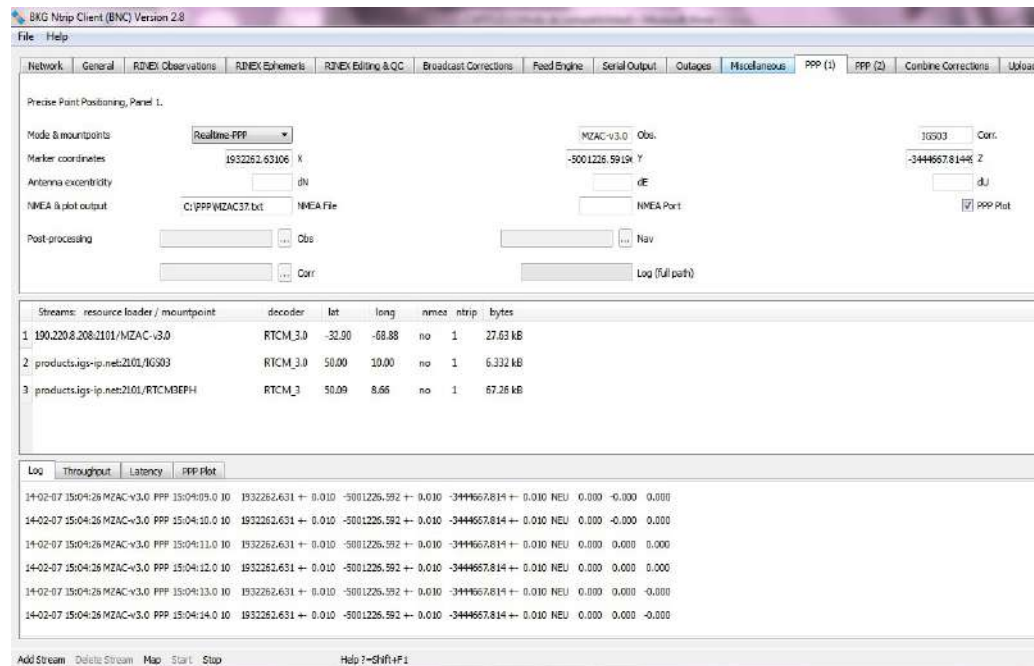 BKG Ntrip Client (BNC) Version 2.8
File Help
Network General RINEX Observations RINEX Ephemeris RINEX Editing & QC Broadcast Corrections Feed Engine Serial Output Outages Miscellaneous PPP (1) PPP (2) Combine Corrections Upload
Precise Point Positioning, Panel 1.
Mode & mountpoints Realtime-PPP MZAC-v3.0 Obs. IGS03 Corr.
Marker coordinates 1932262.63106 X -5001226.5919 Y -3444667.8144 Z
Antenna excentricity dN dE dU
NMEA & plot output C:\PPP\MZAC37.txt NMEA File NMEA Port PPP Plot
Post-processing ... Obs ... Nav
... Corr Log (full path)
Streams: resource loader / mountpoint decoder lat long nmea ntrip bytes
1 190.220.8.208:2101/MZAC-v3.0 RTCM_3.0 -32.90 -68.88 no 1 27.63 kB
2 products.igs-ip.net:2101/IGS03 RTCM_3.0 50.00 10.00 no 1 6.332 kB
3 products.igs-ip.net:2101/RTCM3EPH RTCM_3 50.09 8.66 no 1 67.26 kB
Log Throughput Latency PPP Plot
14-02-07 15:04:26 MZAC-v3.0 PPP 15:04:09.0 10 1932262.631 +- 0.010 -5001226.592 +- 0.010 -3444667.814 +- 0.010 NEU 0.000 -0.000 0.000
14-02-07 15:04:26 MZAC-v3.0 PPP 15:04:10.0 10 1932262.631 +- 0.010 -5001226.592 +- 0.010 -3444667.814 +- 0.010 NEU 0.000 -0.000 0.000
14-02-07 15:04:26 MZAC-v3.0 PPP 15:04:11.0 10 1932262.631 +- 0.010 -5001226.592 +- 0.010 -3444667.814 +- 0.010 NEU 0.000 0.000 0.000
14-02-07 15:04:26 MZAC-v3.0 PPP 15:04:12.0 10 1932262.631 +- 0.010 -5001226.592 +- 0.010 -3444667.814 +- 0.010 NEU 0.000 0.000 0.000
14-02-07 15:04:26 MZAC-v3.0 PPP 15:04:13.0 10 1932262.631 +- 0.010 -5001226.592 +- 0.010 -3444667.814 +- 0.010 NEU 0.000 0.000 -0.000
14-02-07 15:04:26 MZAC-v3.0 PPP 15:04:14.0 10 1932262.631 +- 0.010 -5001226.592 +- 0.010 -3444667.814 +- 0.010 NEU 0.000 0.000 -0.000
Add Stream Delete Stream Map Start Stop Help ?=Shift+F1